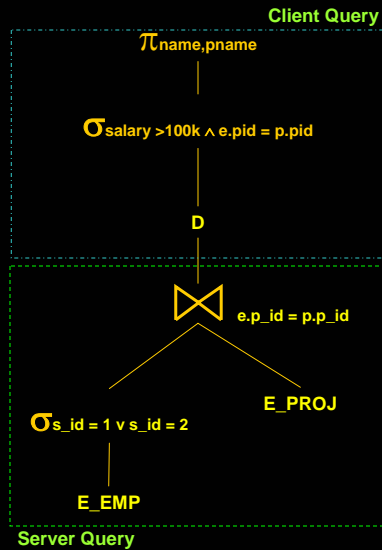 Client Query
πname,pname
σsalary >100k ∧ e.pid = p.pid
D
e.p_id = p.p_id
E_PROJ
σs_id = 1 v s_id = 2
E_EMP
Server Query